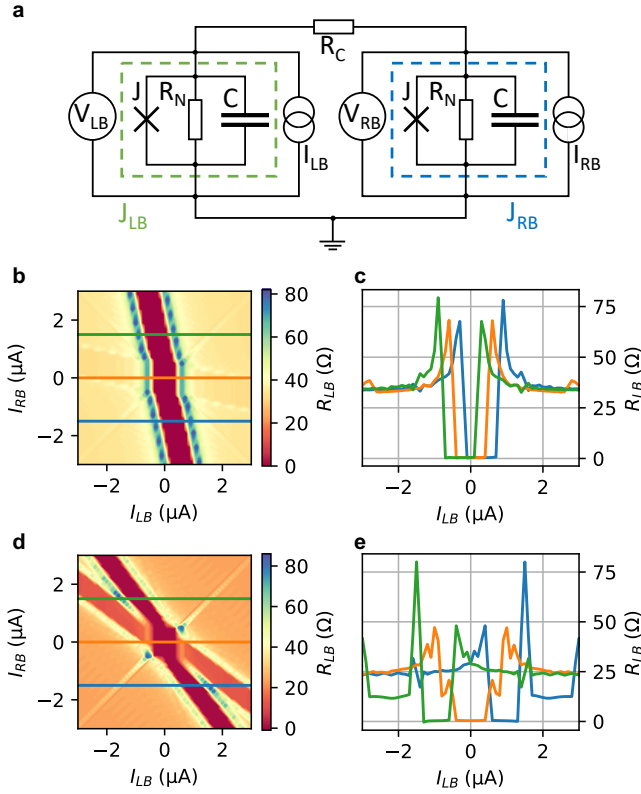 a
R_C
V_LB
J
R_N
C
I_LB
V_RB
J
R_N
C
I_RB
J_LB
J_RB
b
c
2
0
−2
I_RB (μA)
−2
0
2
I_LB (μA)
80
60
40
20
0
R_LB (Ω)
75
50
25
0
R_LB (Ω)
−2
0
2
I_LB (μA)
d
e
2
0
−2
I_RB (μA)
−2
0
2
I_LB (μA)
80
60
40
20
0
R_LB (Ω)
75
50
25
0
R_LB (Ω)
−2
0
2
I_LB (μA)